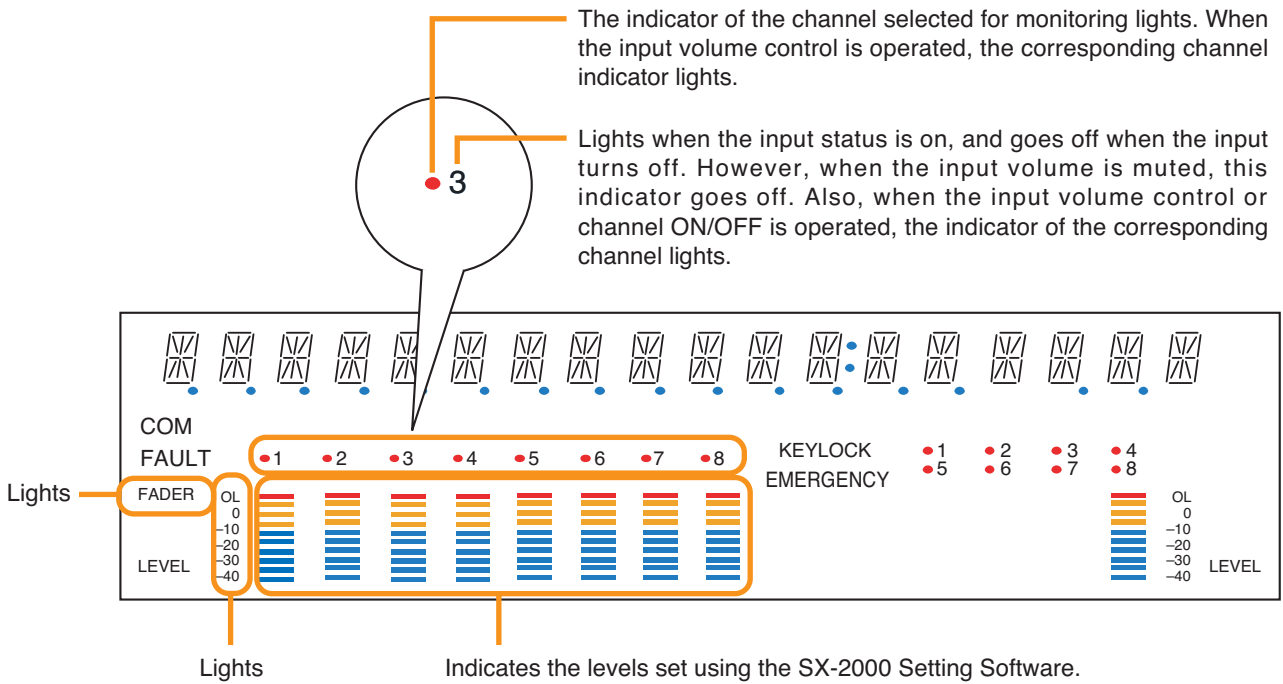 The indicator of the channel selected for monitoring lights. When
the input volume control is operated, the corresponding channel
indicator lights.
Lights when the input status is on, and goes off when the input
turns off. However, when the input volume is muted, this
indicator goes off. Also, when the input volume control or
channel ON/OFF is operated, the indicator of the corresponding
channel lights.
3
COM
FAULT
1 2 3 4 5 6 7 8
KEYLOCK
EMERGENCY
1 2 3 4
5 6 7 8
Lights
FADER
LEVEL
OL
0
–10
–20
–30
–40
OL
0
–10
–20
–30
–40
LEVEL
Lights
Indicates the levels set using the SX-2000 Setting Software.